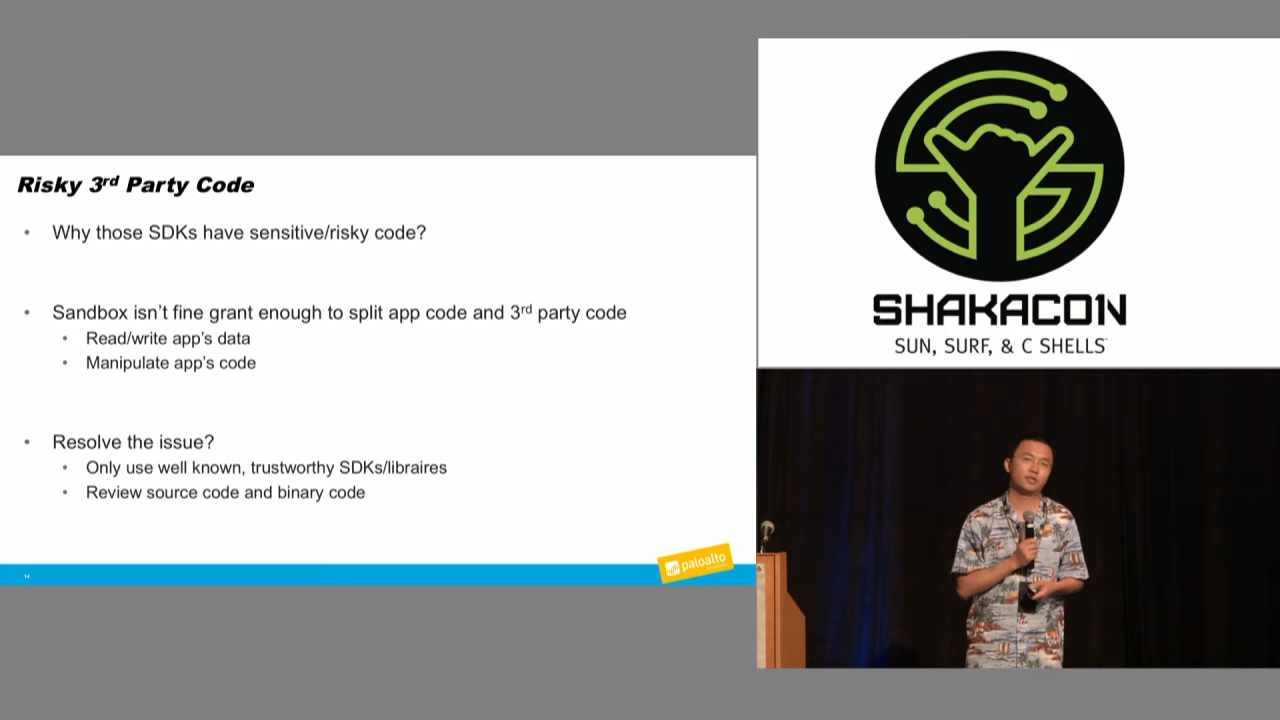 Risky 3rd Party Code
• Why those SDKs have sensitive/risky code?
• Sandbox isn’t fine grant enough to split app code and 3rd party code
• Read/write app’s data
• Manipulate app’s code
• Resolve the issue?
• Only use well known, trustworthy SDKs/libraires
• Review source code and binary code
14
paloalto
SHAKACON
SUN, SURF, & C SHELLS